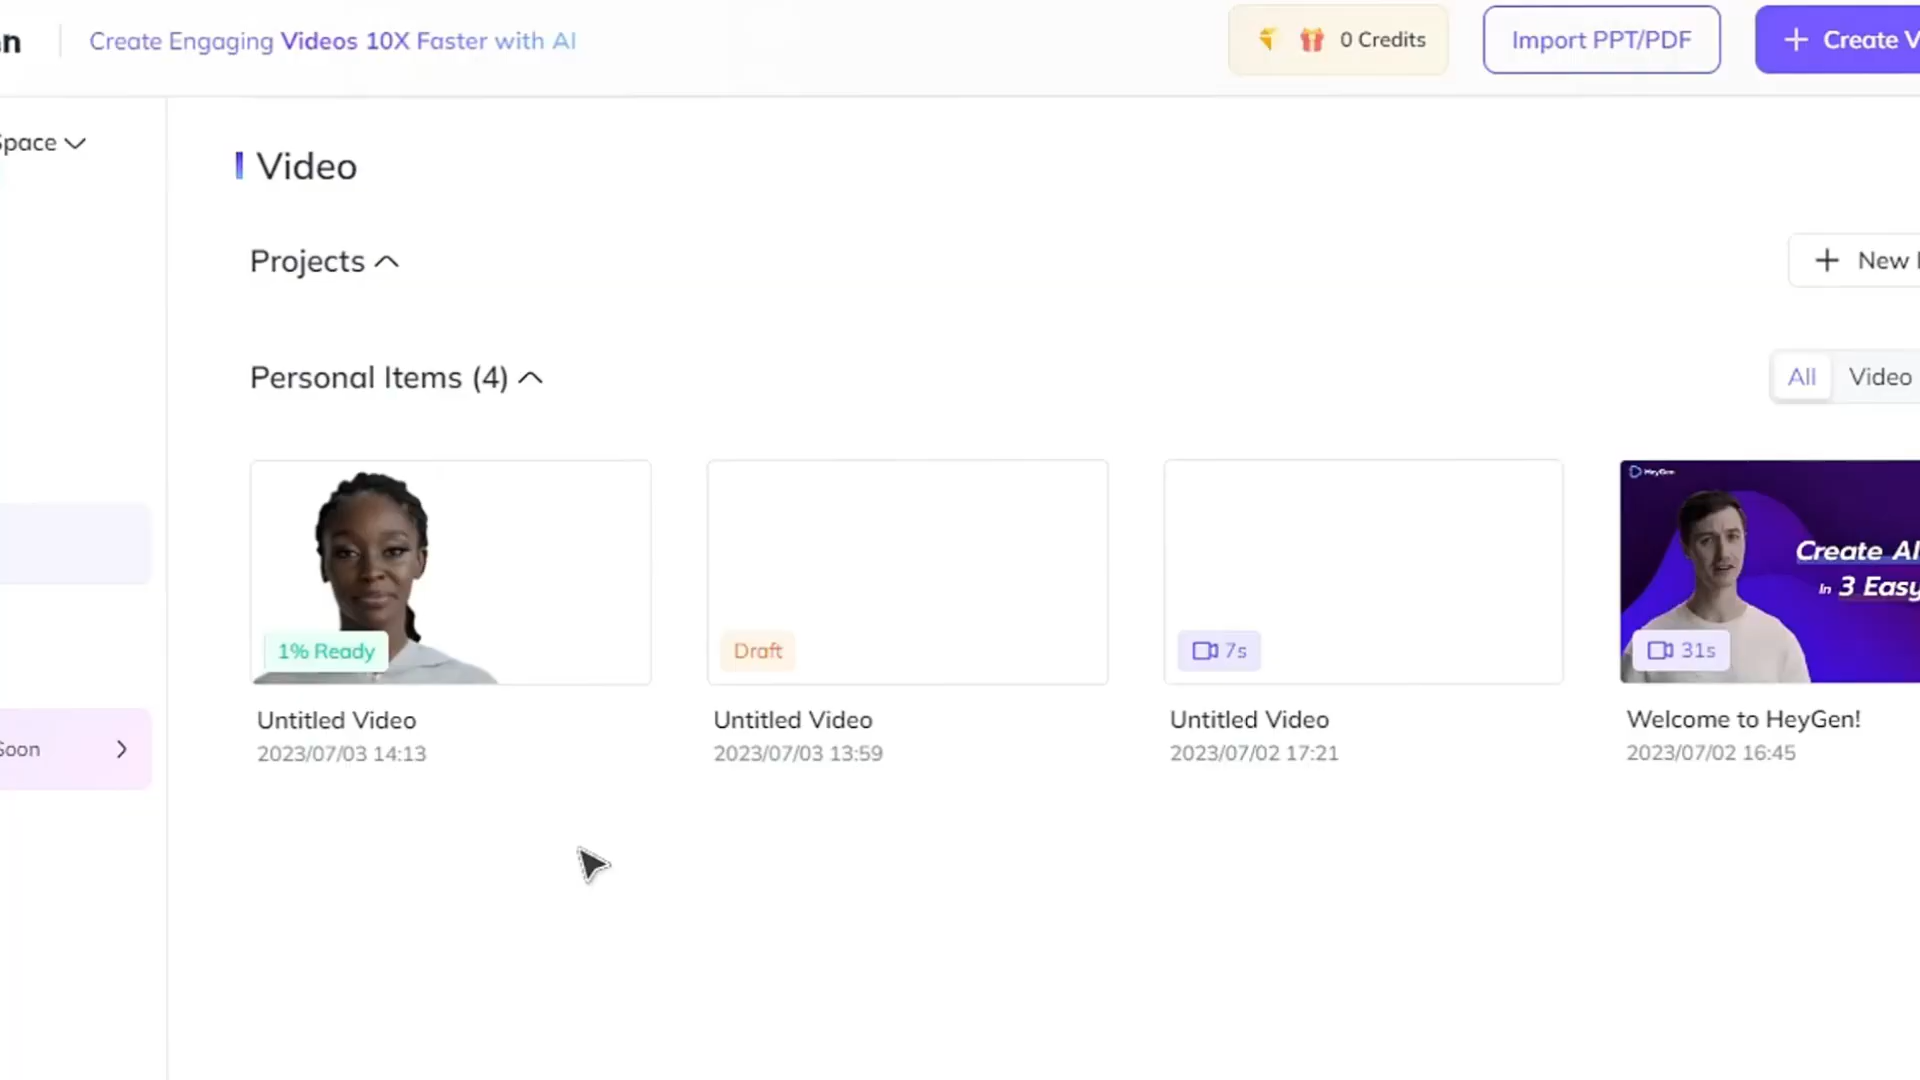 n
Create Engaging Videos 10X Faster with AI
0 Credits
Import PPT/PDF
+ Create V
Space
Video
Projects
+ New
Personal Items (4)
All
Video
1% Ready
Draft
7s
HeyGen
Create AI
In 3 Easy
31s
Untitled Video
2023/07/03 14:13
Untitled Video
2023/07/03 13:59
Untitled Video
2023/07/02 17:21
Welcome to HeyGen!
2023/07/02 16:45
Soon